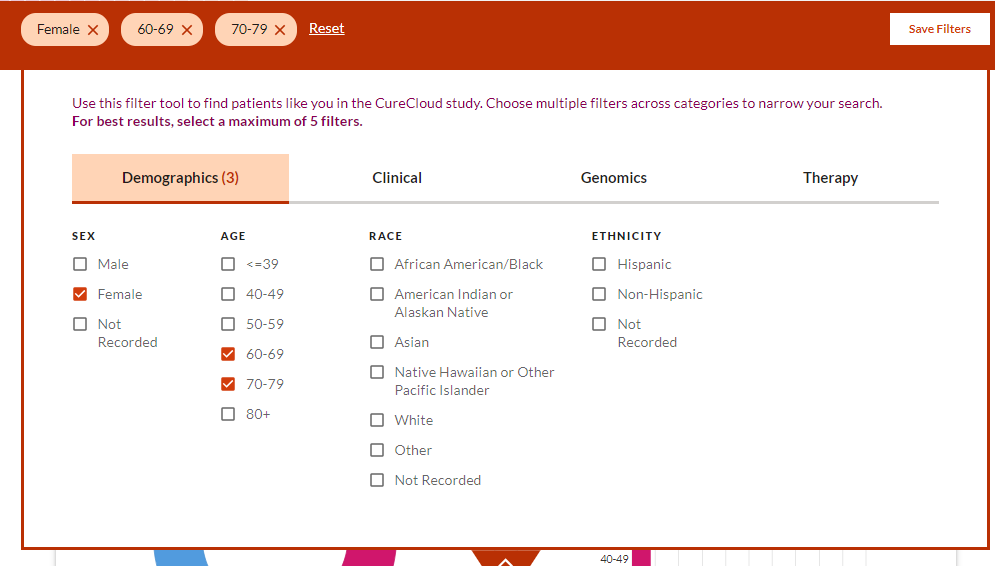 Female 60-69 70-79 Reset Save Filters
Use this filter tool to find patients like you in the CureCloud study. Choose multiple filters across categories to narrow your search.
For best results, select a maximum of 5 filters.
Demographics (3) Clinical Genomics Therapy
SEX
Male
Female
Not
Recorded
AGE
<=39
40-49
50-59
60-69
70-79
80+
RACE
African American/Black
American Indian or
Alaskan Native
Asian
Native Hawaiian or Other
Pacific Islander
White
Other
Not Recorded
ETHNICITY
Hispanic
Non-Hispanic
Not
Recorded
40-49